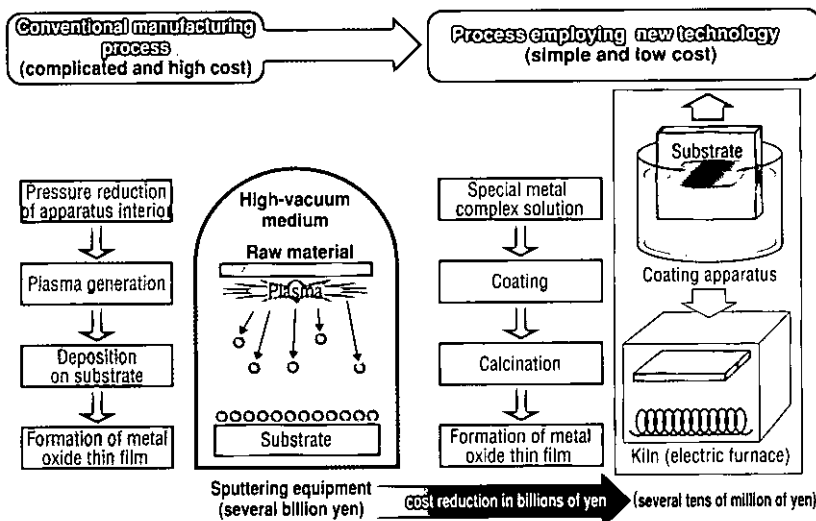 Conventional manufacturing
process
(complicated and high cost)
Process employing new technology
(simple and low cost)
Pressure reduction
of apparatus interior
Plasma generation
Deposition
on substrate
Formation of metal
oxide thin film
High-vacuum
medium
Raw material
Plasma
Substrate
Sputtering equipment
(several billion yen)
Special metal
complex solution
Coating
Calcination
Formation of metal
oxide thin film
Substrate
Coating apparatus
Kiln (electric furnace)
cost reduction in billions of yen
(several tens of million of yen)